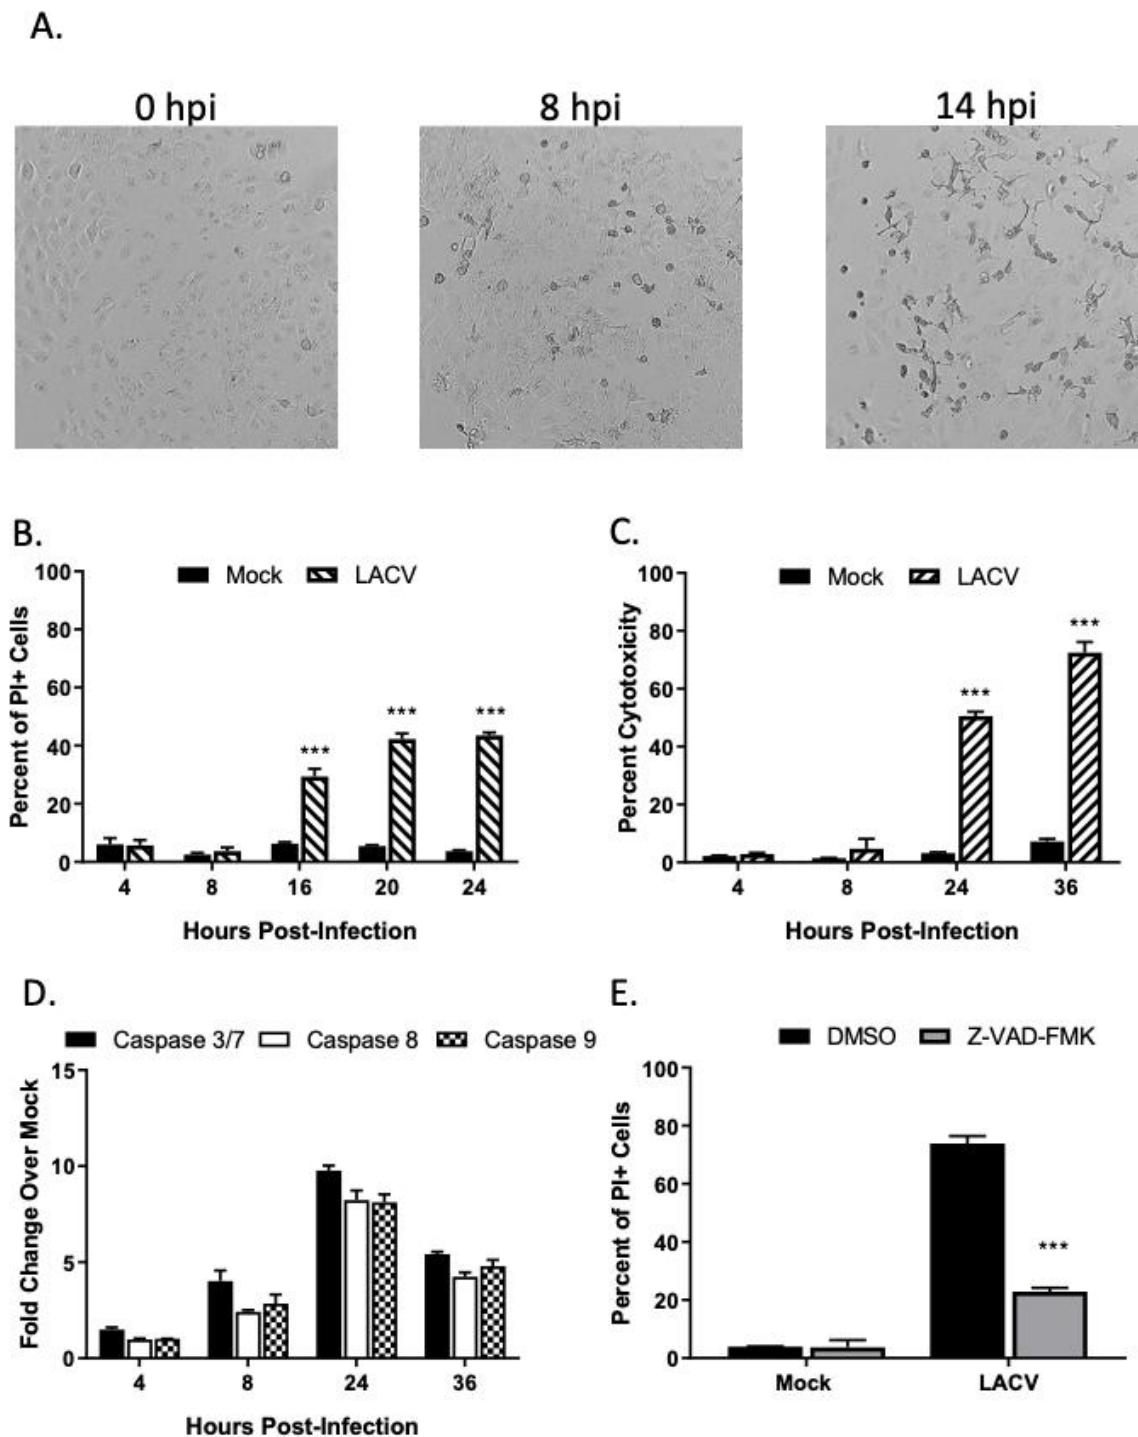 A.
0 hpi 8 hpi 14 hpi
B.
Mock LACV
Percent of PI+ Cells
100
80
60
40
20
0
*** *** ***
4 8 16 20 24
Hours Post-Infection
C.
Mock LACV
Percent Cytotoxicity
100
80
60
40
20
0
*** ***
4 8 24 36
Hours Post-Infection
D.
Caspase 3/7 Caspase 8 Caspase 9
Fold Change Over Mock
15
10
5
0
4 8 24 36
Hours Post-Infection
E.
DMSO Z-VAD-FMK
Percent of PI+ Cells
100
80
60
40
20
0
***
Mock LACV